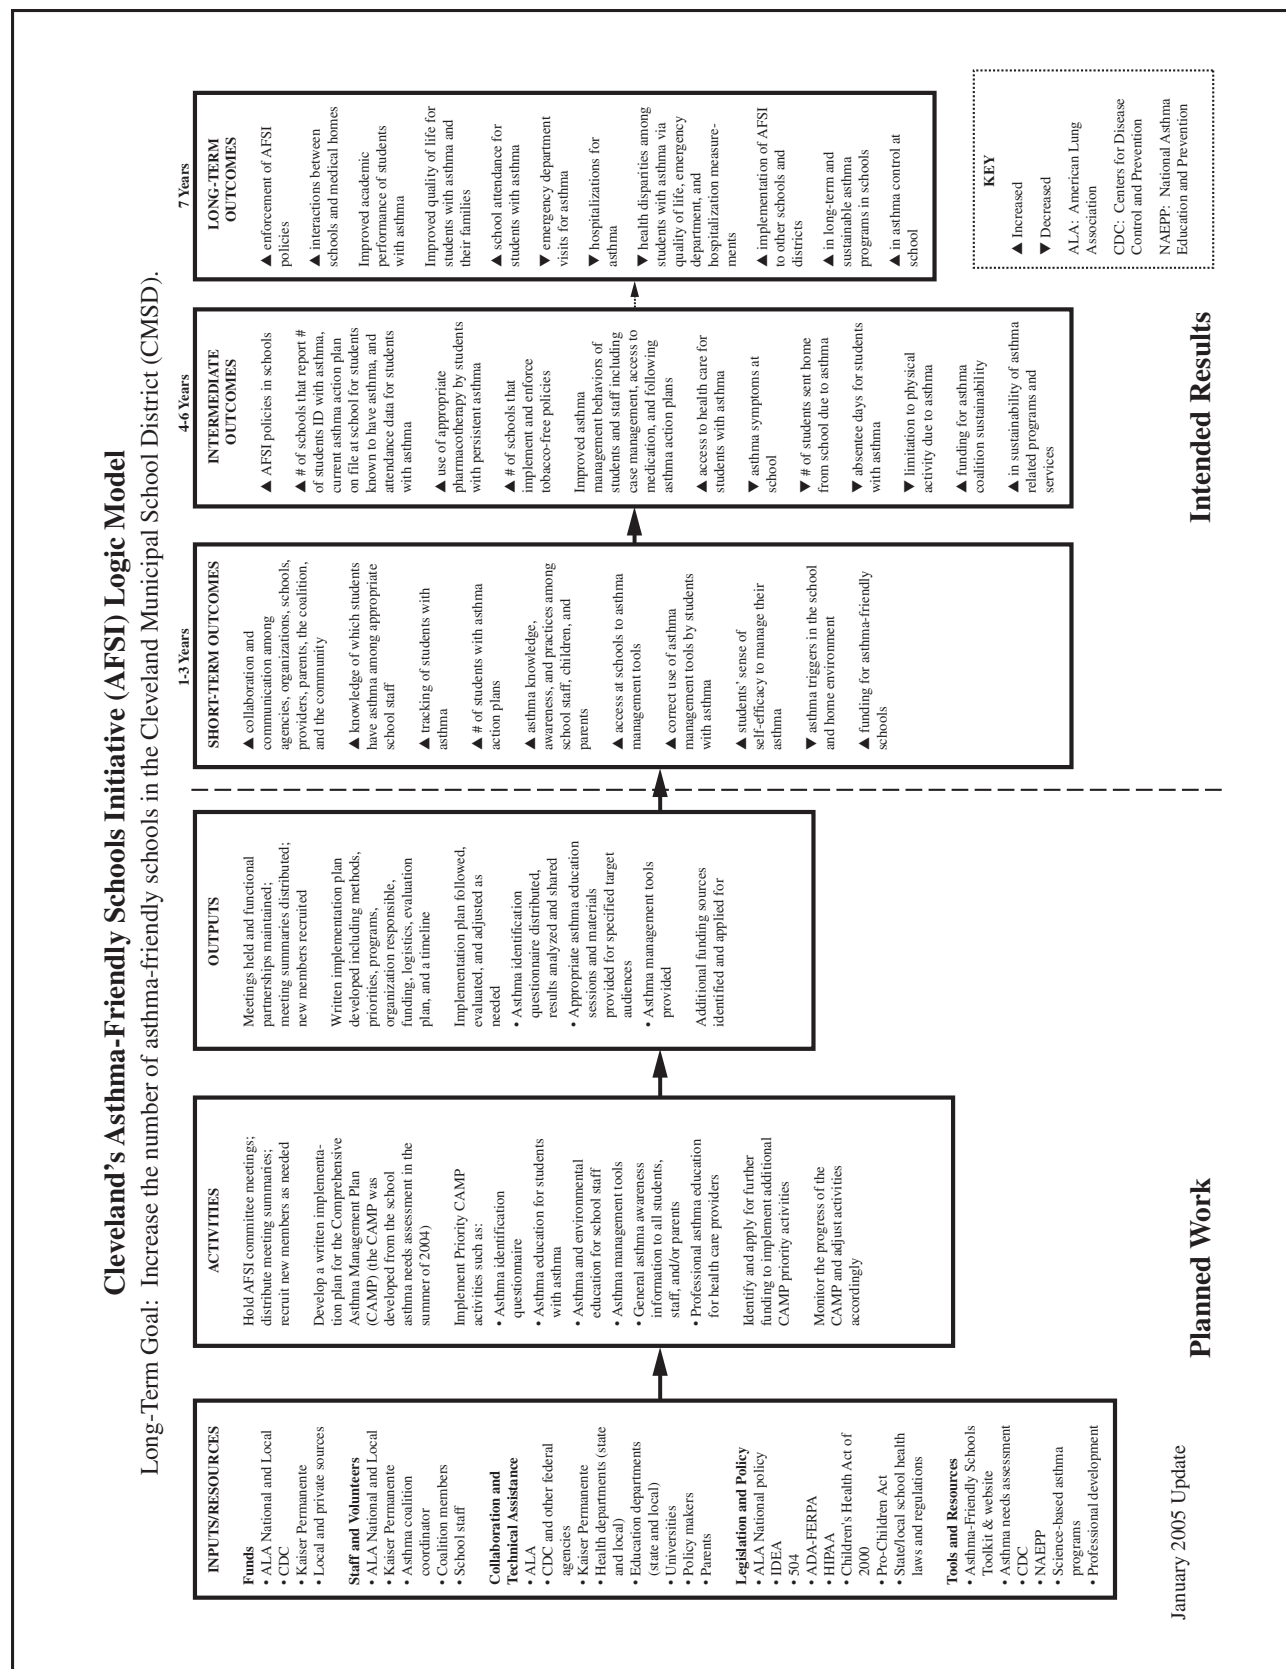 Cleveland's Asthma-Friendly Schools Initiative (AFSI) Logic Model
Long-Term Goal: Increase the number of asthma-friendly schools in the Cleveland Municipal School District (CMSD).
INPUTS/RESOURCES
Funds
• ALA National and Local
• CDC
• Kaiser Permanente
• Local and private sources
Staff and Volunteers
• ALA National and Local
• Kaiser Permanente
• Asthma coalition
coordinator
• Coalition members
• School staff
Collaboration and
Technical Assistance
• ALA
• CDC and other federal
agencies
• Kaiser Permanente
• Health departments (state
and local)
• Education departments
(state and local)
• Universities
• Policy makers
• Parents
Legislation and Policy
• ALA National policy
• IDEA
• 504
• ADA-FERPA
• HIPAA
• Children's Health Act of
2000
• Pro-Children Act
• State/local school health
laws and regulations
Tools and Resources
• Asthma-Friendly Schools
Toolkit & website
• Asthma needs assessment
• CDC
• NAEPP
• Science-based asthma
programs
• Professional development
ACTIVITIES
Hold AFSI committee meetings;
distribute meeting summaries;
recruit new members as needed
Develop a written implementa-
tion plan for the Comprehensive
Asthma Management Plan
(CAMP) (the CAMP was
developed from the school
asthma needs assessment in the
summer of 2004)
Implement Priority CAMP
activities such as:
• Asthma identification
questionnaire
• Asthma education for students
with asthma
• Asthma and environmental
education for school staff
• Asthma management tools
• General asthma awareness
information to all students,
staff, and/or parents
• Professional asthma education
for health care providers
Identify and apply for further
funding to implement additional
CAMP priority activities
Monitor the progress of the
CAMP and adjust activities
accordingly
OUTPUTS
Meetings held and functional
partnerships maintained;
meeting summaries distributed;
new members recruited
Written implementation plan
developed including methods,
priorities, programs,
organization responsible,
funding, logistics, evaluation
plan, and a timeline
Implementation plan followed,
evaluated, and adjusted as
needed
• Asthma identification
questionnaire distributed,
results analyzed and shared
• Appropriate asthma education
sessions and materials
provided for specified target
audiences
• Asthma management tools
provided
Additional funding sources
identified and applied for
1-3 Years
SHORT-TERM OUTCOMES
▲ collaboration and
communication among
agencies, organizations, schools,
providers, parents, the coalition,
and the community
▲ knowledge of which students
have asthma among appropriate
school staff
▲ tracking of students with
asthma
▲ # of students with asthma
action plans
▲ asthma knowledge,
awareness, and practices among
school staff, children, and
parents
▲ access at schools to asthma
management tools
▲ correct use of asthma
management tools by students
with asthma
▲ students' sense of
self-efficacy to manage their
asthma
▼ asthma triggers in the school
and home environment
▲ funding for asthma-friendly
schools
4-6 Years
INTERMEDIATE
OUTCOMES
▲ AFSI policies in schools
▲ # of schools that report #
of students ID with asthma,
current asthma action plan
on file at school for students
known to have asthma, and
attendance data for students
with asthma
▲ use of appropriate
pharmacotherapy by students
with persistent asthma
▲ # of schools that
implement and enforce
tobacco-free policies
Improved asthma
management behaviors of
students and staff including
case management, access to
medication, and following
asthma action plans
▲ access to health care for
students with asthma
▼ asthma symptoms at
school
▼ # of students sent home
from school due to asthma
▼ absentee days for students
with asthma
▼ limitation to physical
activity due to asthma
▲ funding for asthma
coalition sustainability
▲ in sustainability of asthma
related programs and
services
7 Years
LONG-TERM
OUTCOMES
▲ enforcement of AFSI
policies
▲ interactions between
schools and medical homes
Improved academic
performance of students
with asthma
Improved quality of life for
students with asthma and
their families
▲ school attendance for
students with asthma
▼ emergency department
visits for asthma
▼ hospitalizations for
asthma
▼ health disparities among
students with asthma via
quality of life, emergency
department, and
hospitalization measure-
ments
▲ implementation of AFSI
to other schools and
districts
▲ in long-term and
sustainable asthma
programs in schools
▲ in asthma control at
school
KEY
▲ Increased
▼ Decreased
ALA: American Lung
Association
CDC: Centers for Disease
Control and Prevention
NAEPP: National Asthma
Education and Prevention
Planned Work
Intended Results
January 2005 Update